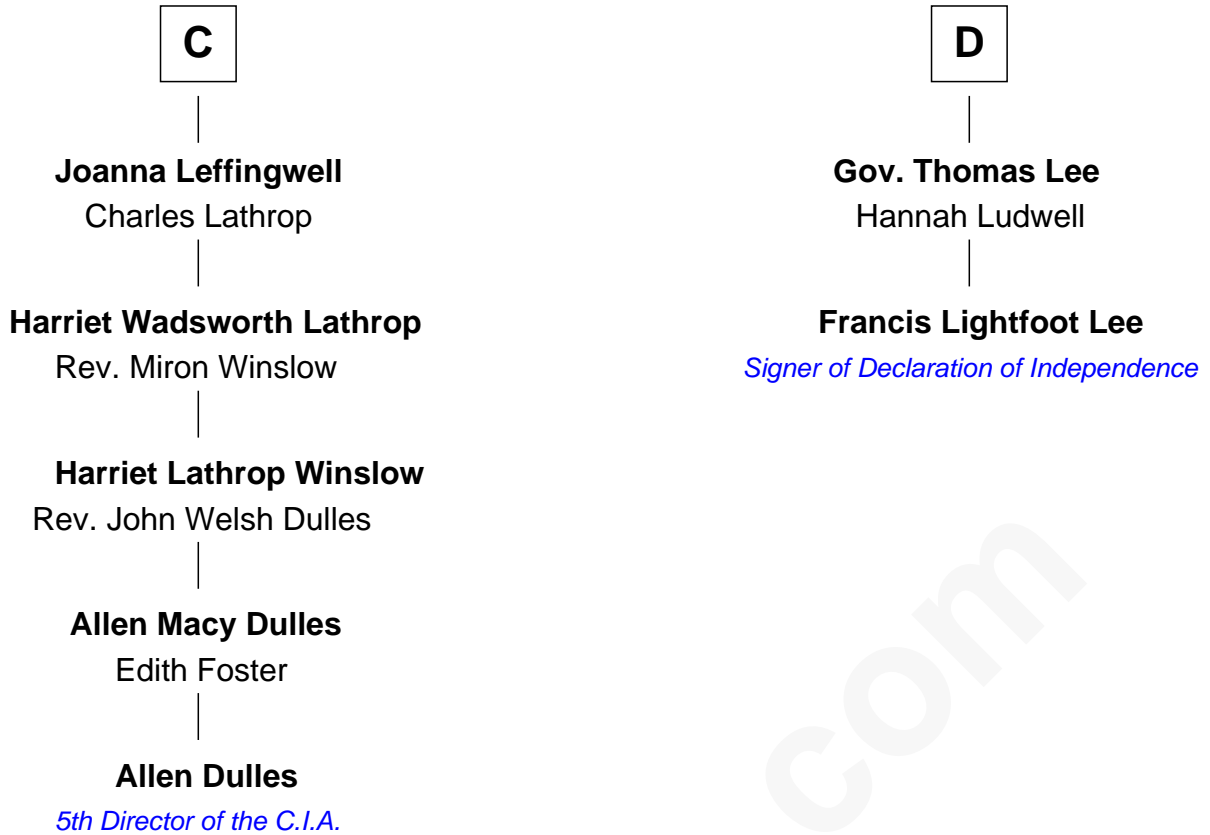 C
Joanna Leffingwell
Charles Lathrop
Harriet Wadsworth Lathrop
Rev. Miron Winslow
Harriet Lathrop Winslow
Rev. John Welsh Dulles
Allen Macy Dulles
Edith Foster
Allen Dulles
5th Director of the C.I.A.
D
Gov. Thomas Lee
Hannah Ludwell
Francis Lightfoot Lee
Signer of Declaration of Independence
com